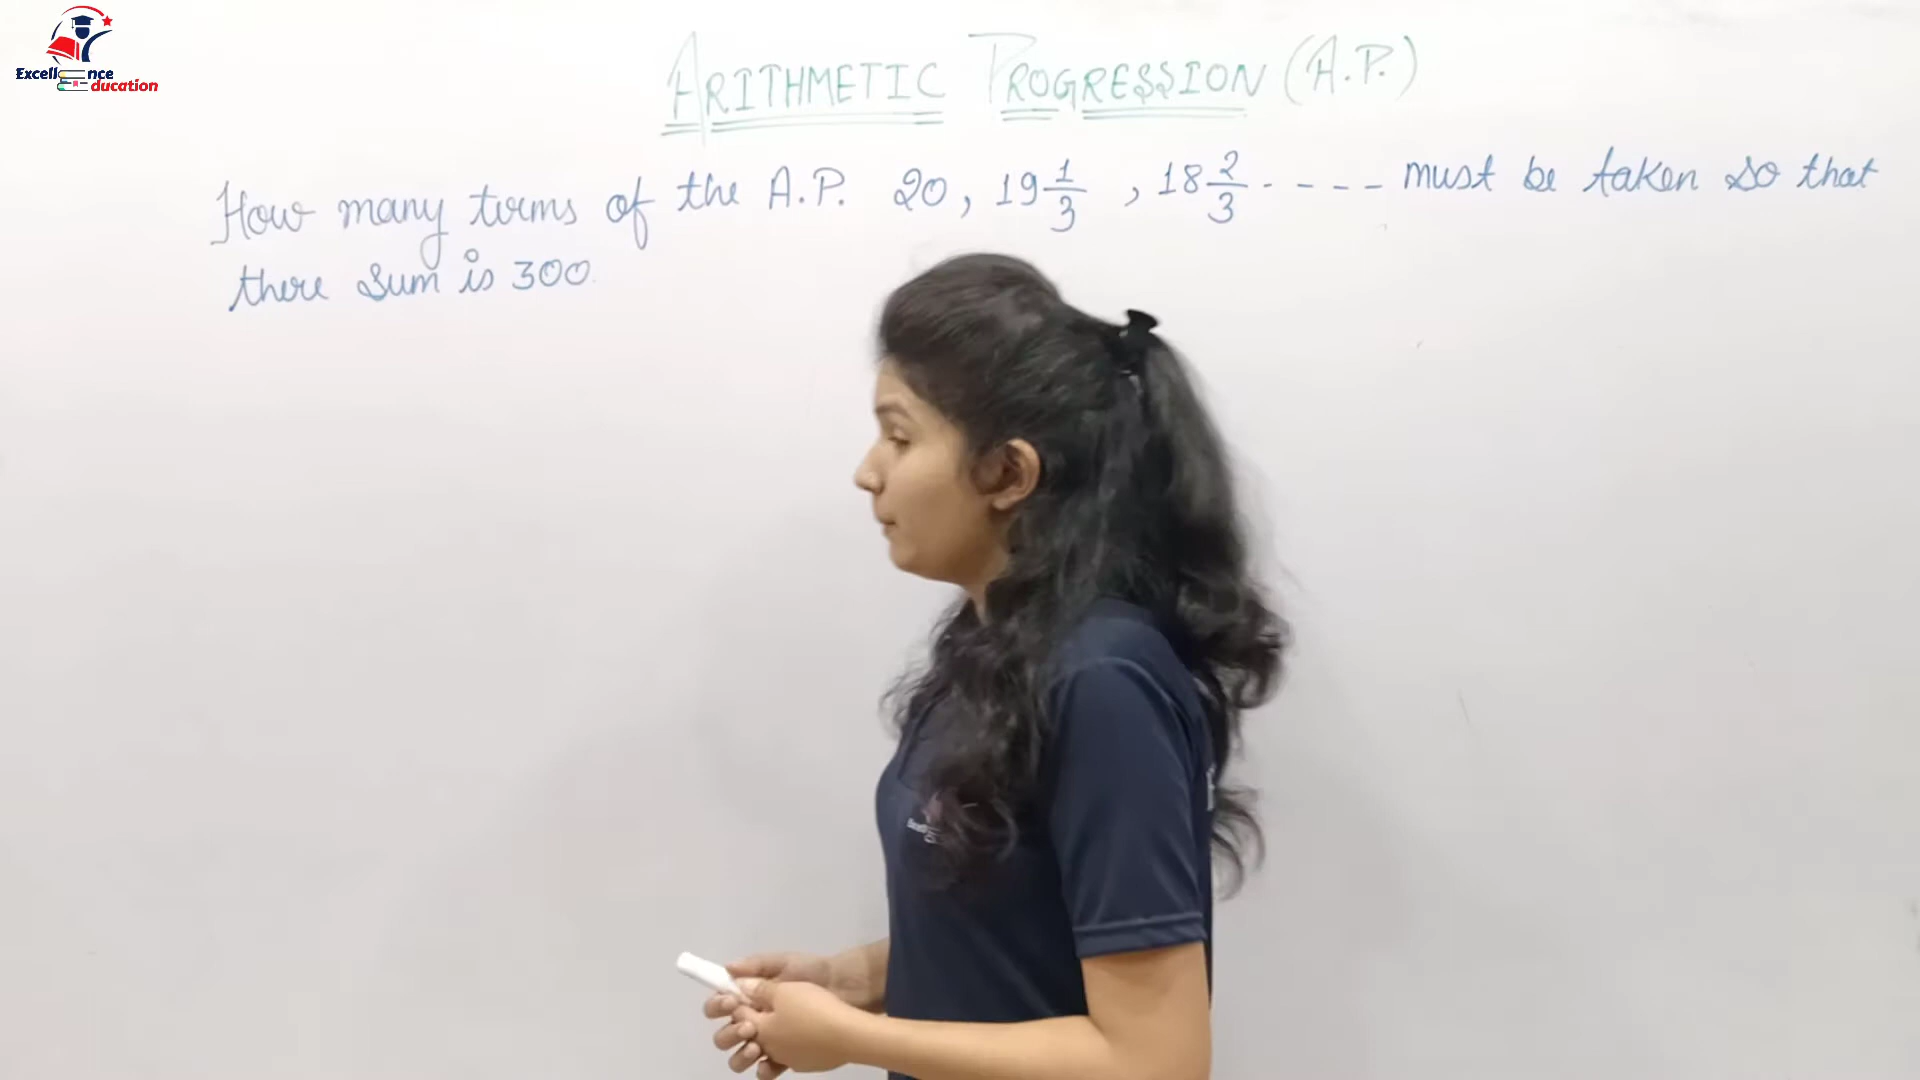 Excellence
Education
ARITHMETIC PROGRESSION (A.P.)
How many terms of the A.P. 20, 19 1/3, 18 2/3 ---- must be taken so that
there sum is 300.